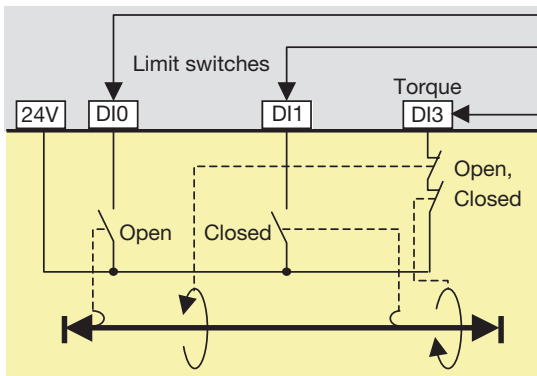 Limit switches
Torque
24V DI0 DI1 DI3
Open,
Closed
Open Closed